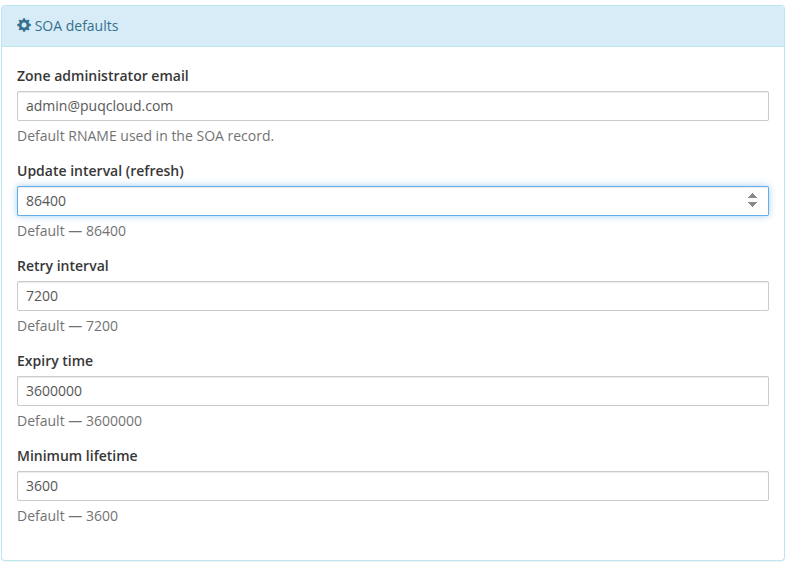 SOA defaults
Zone administrator email
admin@puqcloud.com
Default RNAME used in the SOA record.
Update interval (refresh)
86400
Default — 86400
Retry interval
7200
Default — 7200
Expiry time
3600000
Default — 3600000
Minimum lifetime
3600
Default — 3600